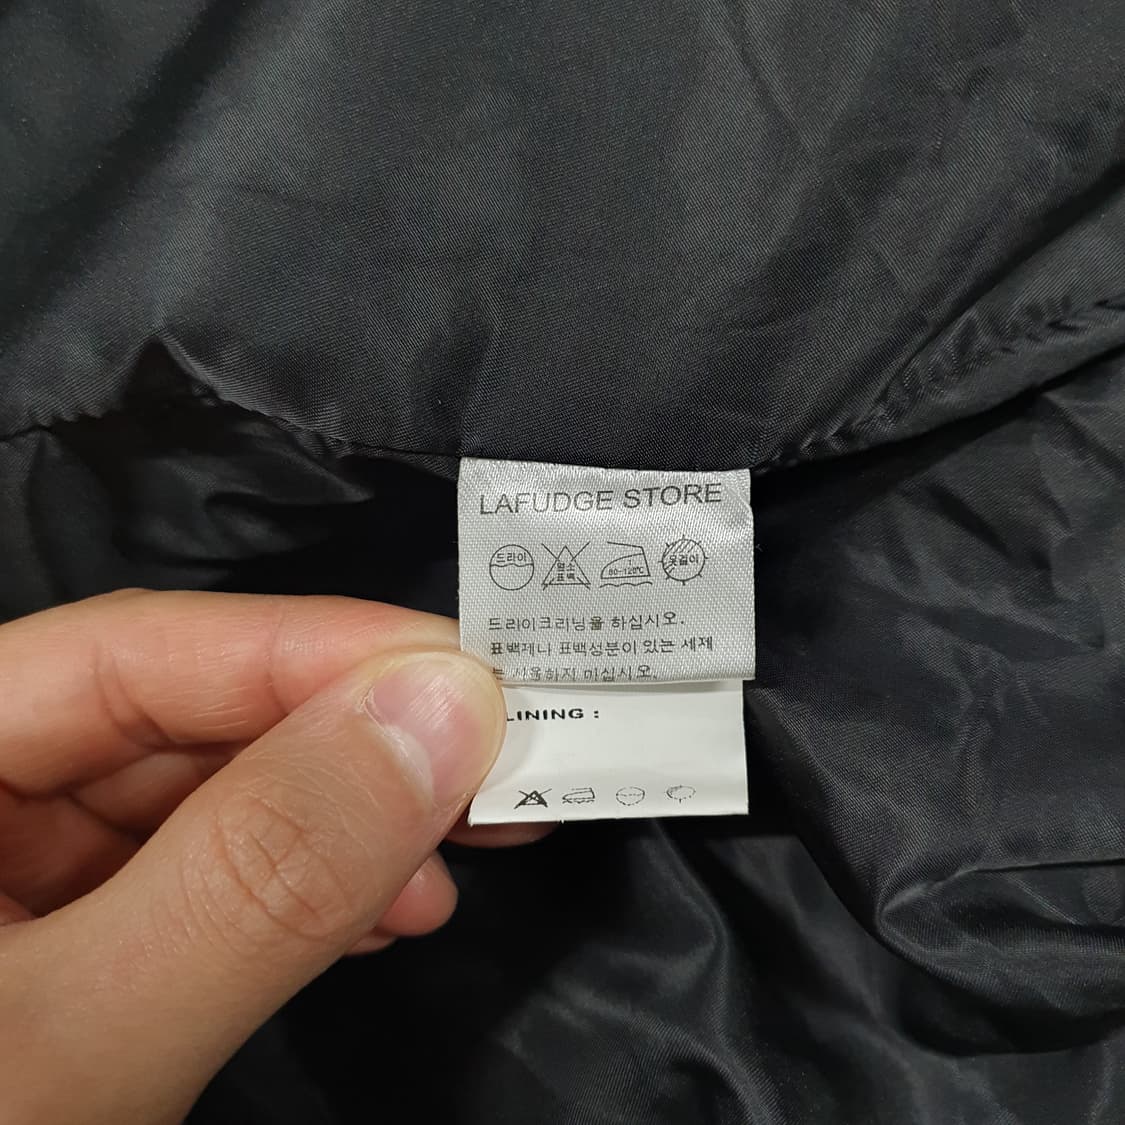 LAFUDGE STORE
드라이 염소 표백 80~120℃ 옷걸이
드라이크리닝을 하십시오.
표백제나 표백성분이 있는 세제
는 사용하지 마십시오.
LINING :